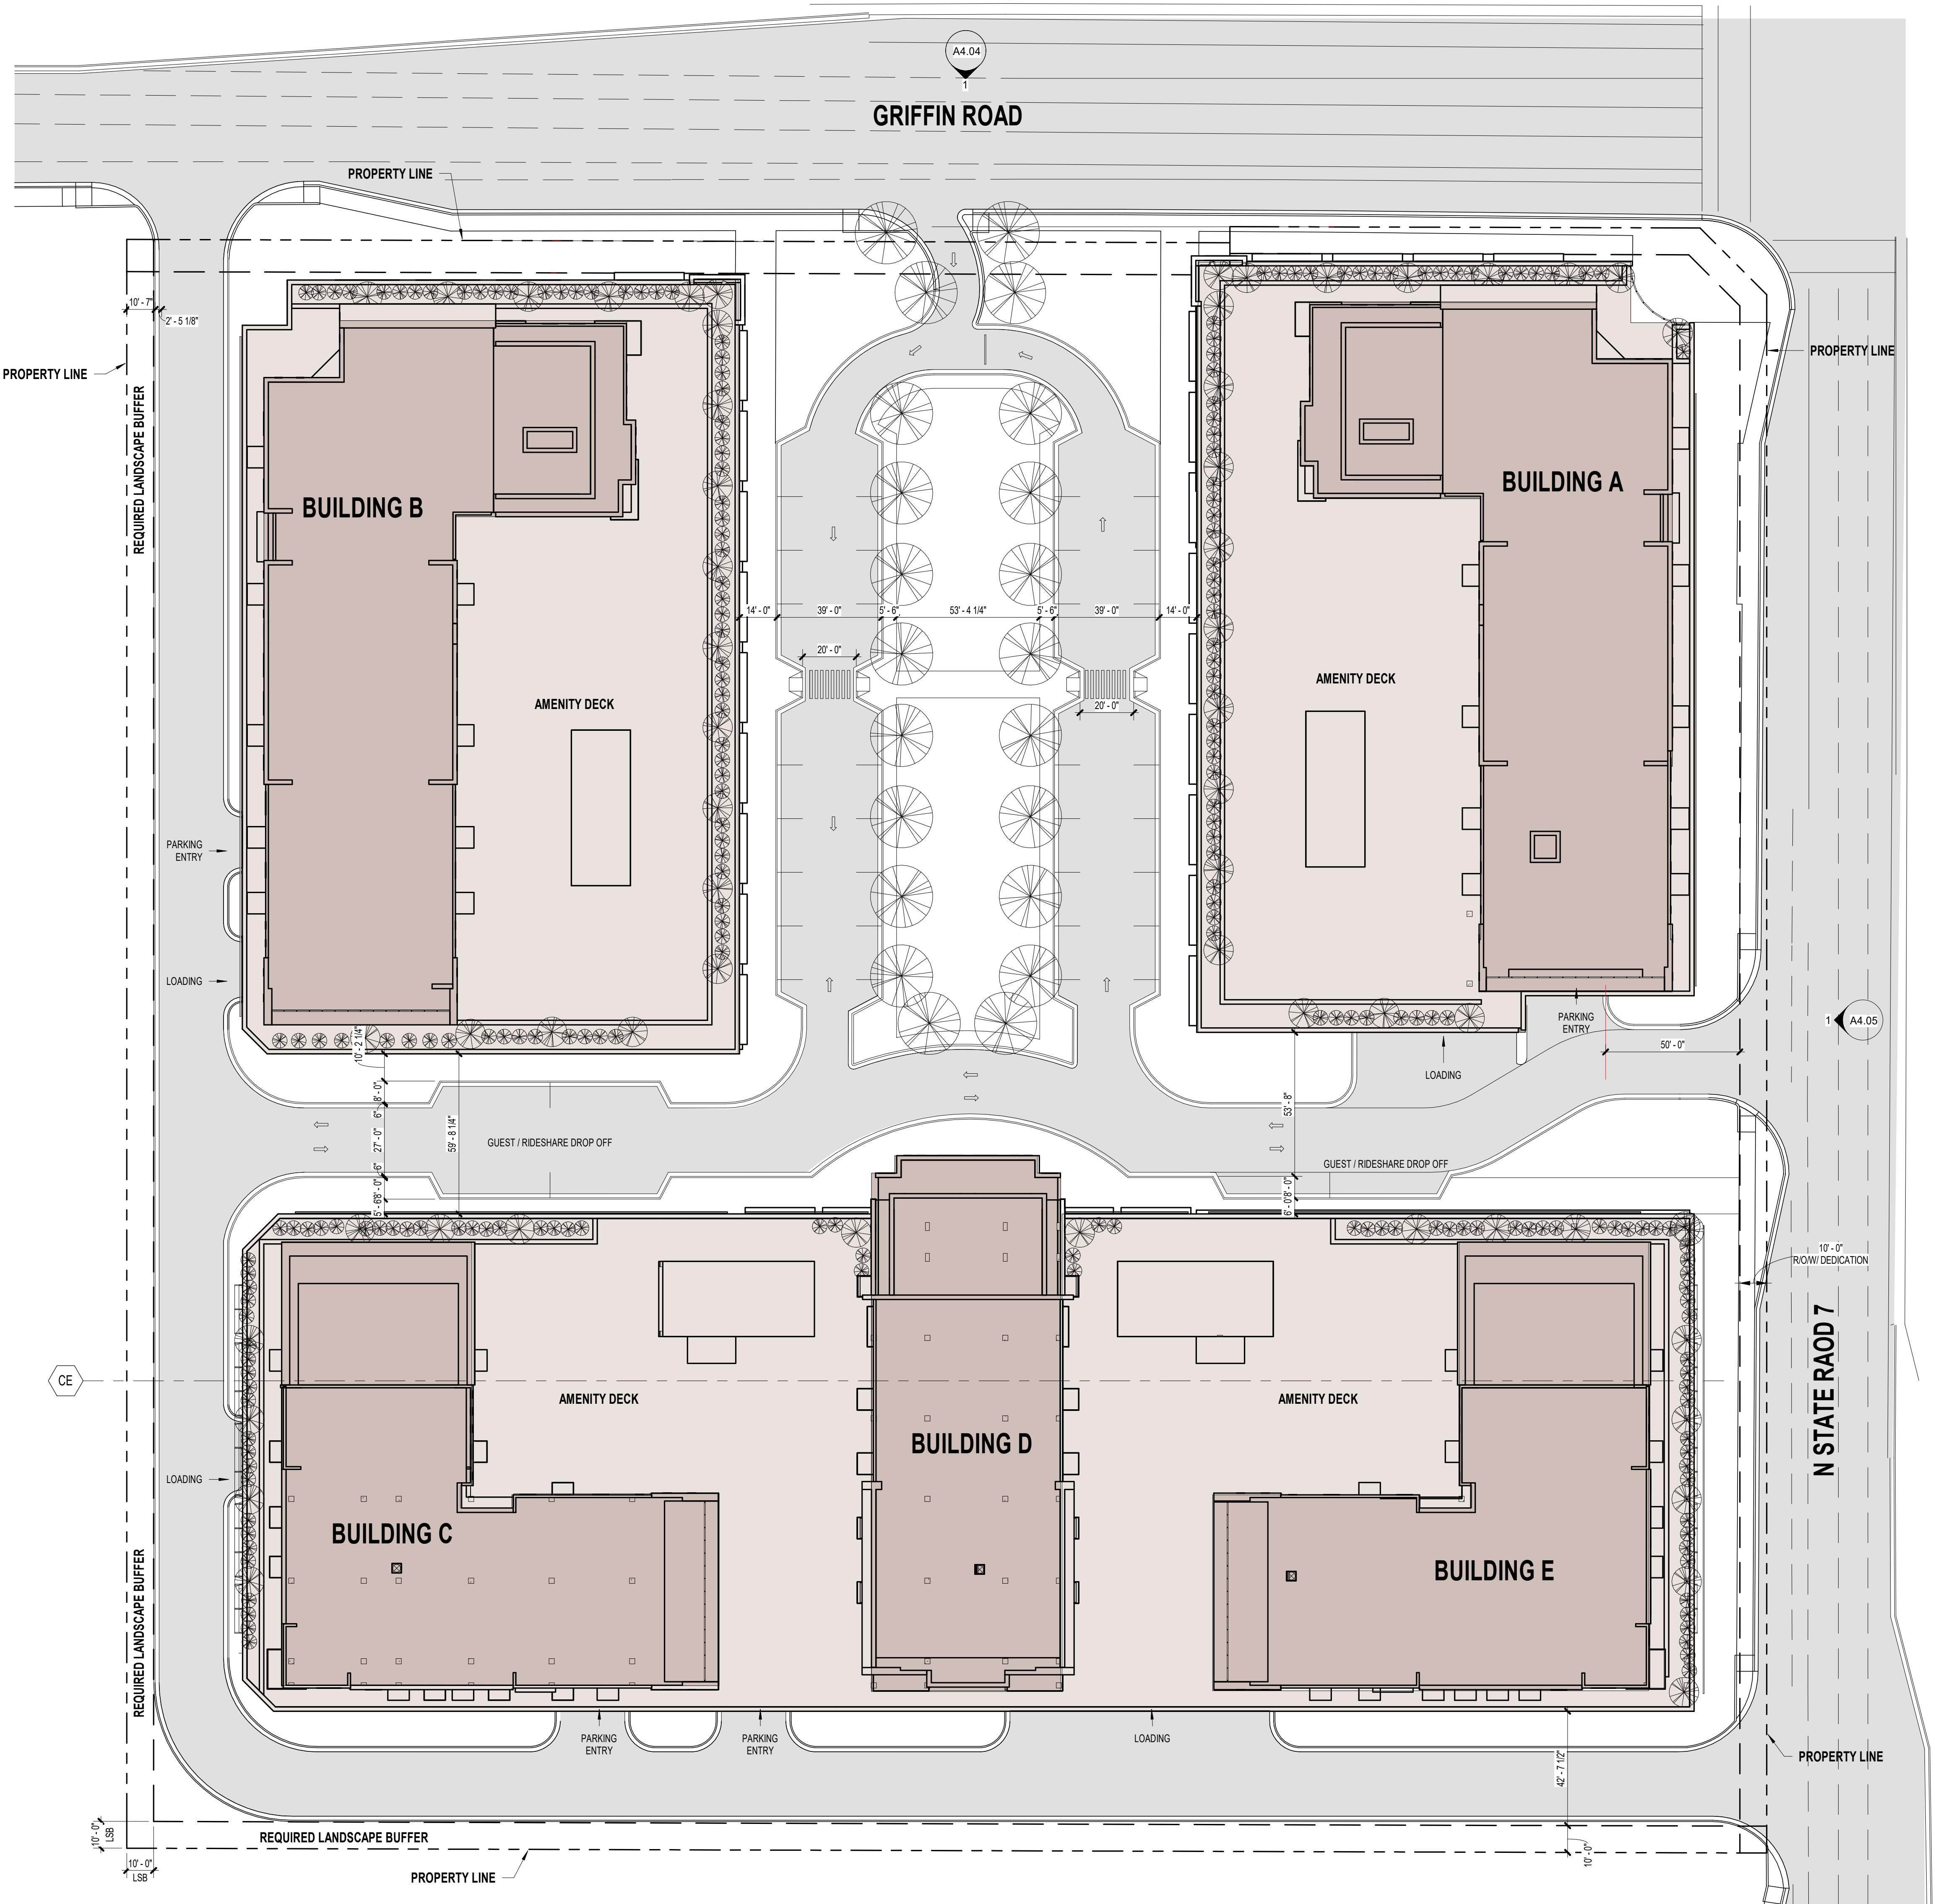 A4.04
1
GRIFFIN ROAD
PROPERTY LINE
10' - 7"
2' - 5 1/8"
PROPERTY LINE
PROPERTY LINE
REQUIRED LANDSCAPE BUFFER
BUILDING B
BUILDING A
14' - 0"
39' - 0"
5' - 6"
53' - 4 1/4"
5' - 6"
39' - 0"
14' - 0"
20' - 0"
20' - 0"
AMENITY DECK
AMENITY DECK
PARKING
ENTRY
LOADING
PARKING
ENTRY
1
A4.05
50' - 0"
LOADING
10' - 2 1/4"
8' - 0"
6"
27' - 0"
6"
8' - 0"
5' - 6"
59' - 8 1/4"
53' - 8"
8' - 0"
6' - 0"
GUEST / RIDESHARE DROP OFF
GUEST / RIDESHARE DROP OFF
10' - 0"
R/O/W/ DEDICATION
N STATE RAOD 7
CE
AMENITY DECK
AMENITY DECK
BUILDING D
LOADING
BUILDING C
BUILDING E
REQUIRED LANDSCAPE BUFFER
PARKING
ENTRY
PARKING
ENTRY
LOADING
PROPERTY LINE
42' - 7 1/2"
10' - 0"
LSB
REQUIRED LANDSCAPE BUFFER
10' - 0"
10' - 0"
LSB
PROPERTY LINE